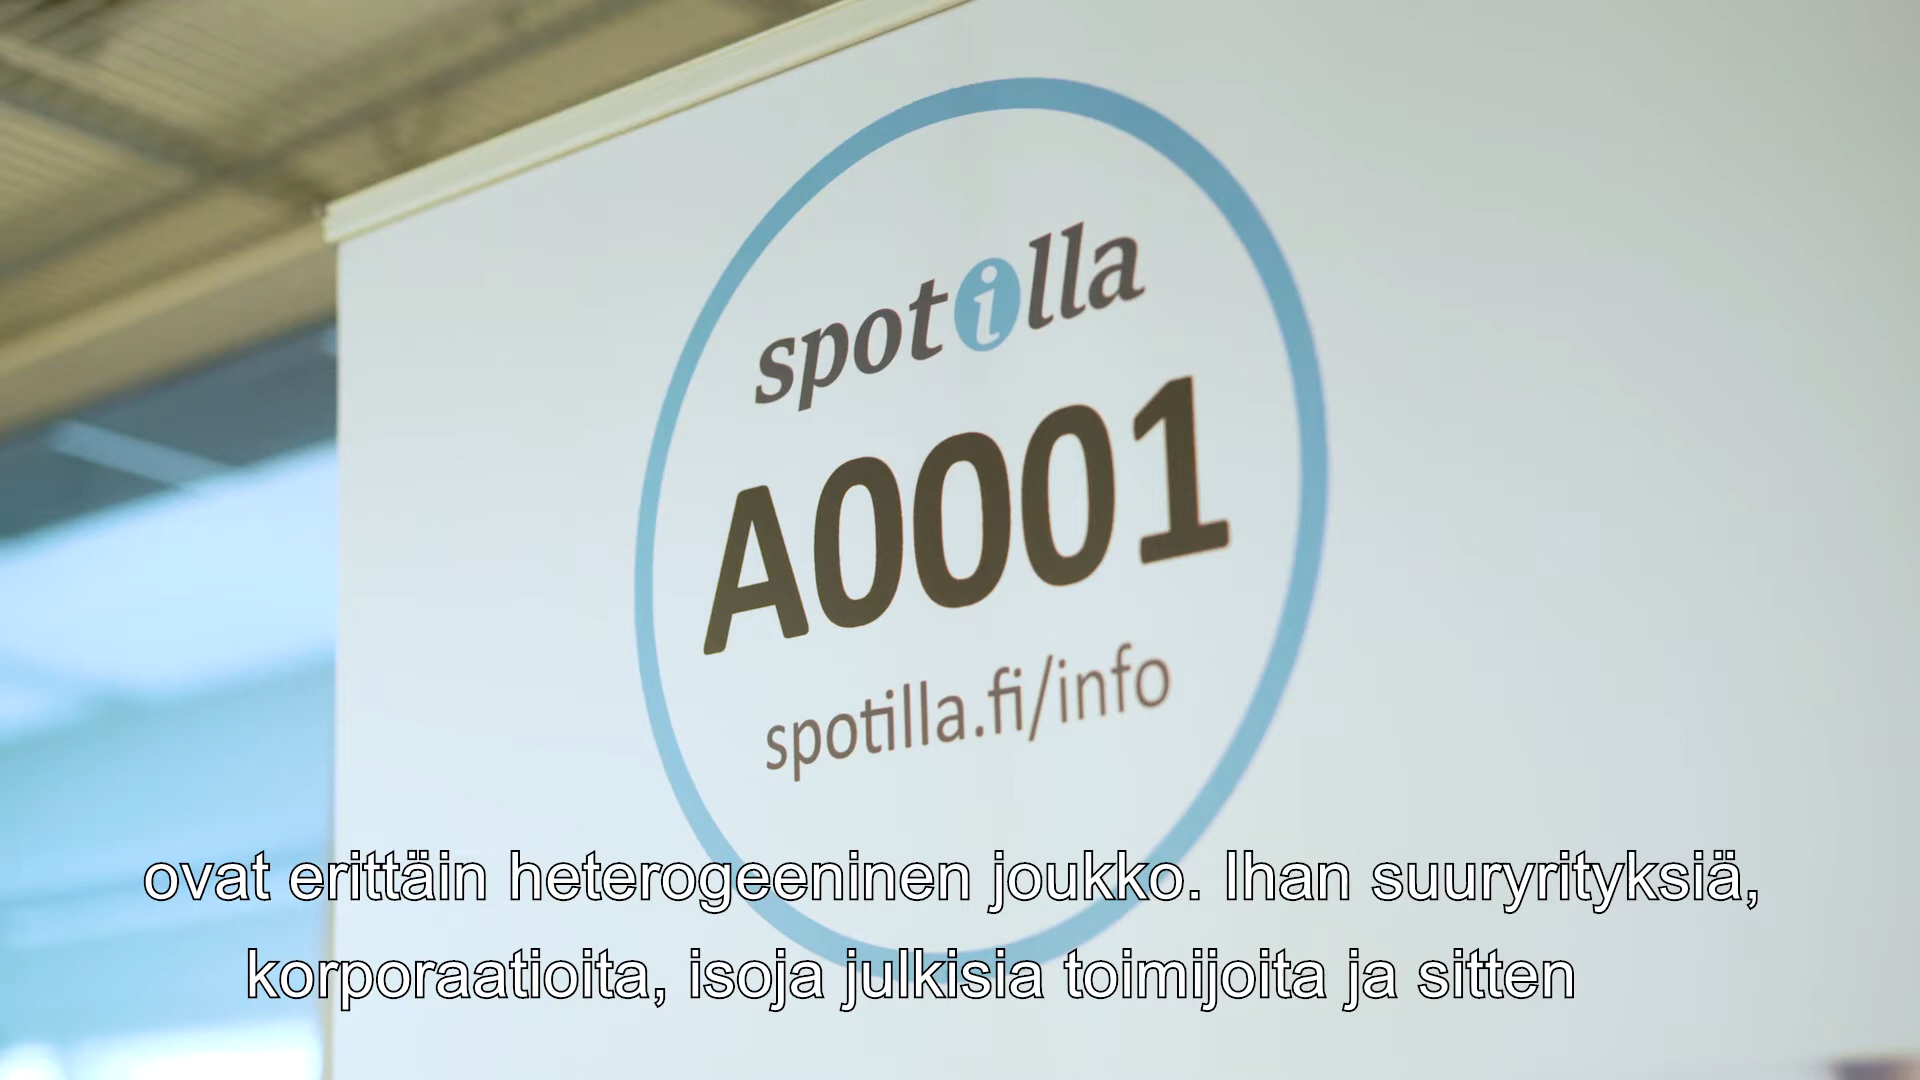 spotilla
A0001
spotilla.fi/info
ovat erittäin heterogeeninen joukko. Ihan suuryrityksiä,
korporaatioita, isoja julkisia toimijoita ja sitten